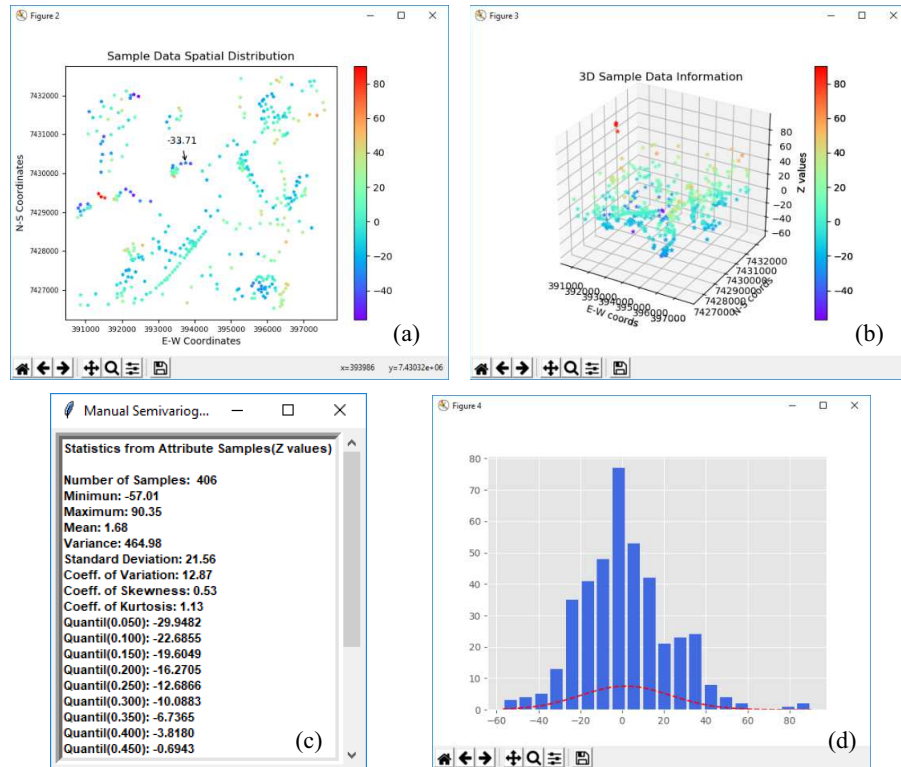 Figure 2
Sample Data Spatial Distribution
7432000
7431000
7430000
7429000
7428000
7427000
N-S Coordinates
-33.71
391000 392000 393000 394000 395000 396000 397000
E-W Coordinates
80
60
40
20
0
−20
−40
(a)
x=393986 y=7.43032e+06
Figure 3
3D Sample Data Information
80
60
40
20
0
−20
−40
−60
Z values
7432000
7431000
7430000
7429000
7428000
7427000
N-S coords
391000
392000
393000
394000
395000
396000
397000
E-W coords
80
60
40
20
0
−20
−40
(b)
Manual Semivariog...
Statistics from Attribute Samples(Z values)
Number of Samples: 406
Minimun: -57.01
Maximum: 90.35
Mean: 1.68
Variance: 464.98
Standard Deviation: 21.56
Coeff. of Variation: 12.87
Coeff. of Skewness: 0.53
Coeff. of Kurtosis: 1.13
Quantil(0.050): -29.9482
Quantil(0.100): -22.6855
Quantil(0.150): -19.6049
Quantil(0.200): -16.2705
Quantil(0.250): -12.6866
Quantil(0.300): -10.0883
Quantil(0.350): -6.7365
Quantil(0.400): -3.8180
Quantil(0.450): -0.6943
(c)
Figure 4
80
70
60
50
40
30
20
10
0
−60 −40 −20 0 20 40 60 80
(d)